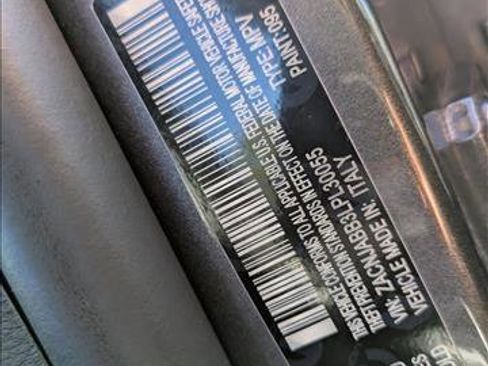 THIS VEHICLE CONFORMS TO ALL APPLICABLE U.S. FEDERAL MOTOR VEHICLE
THEFT PREVENTION STANDARDS IN EFFECT ON THE DATE OF MANUFACTURE
VIN: ZACNJABB3LPL30055 TYPE: MPV
VEHICLE MADE IN: ITALY PAINT: 095